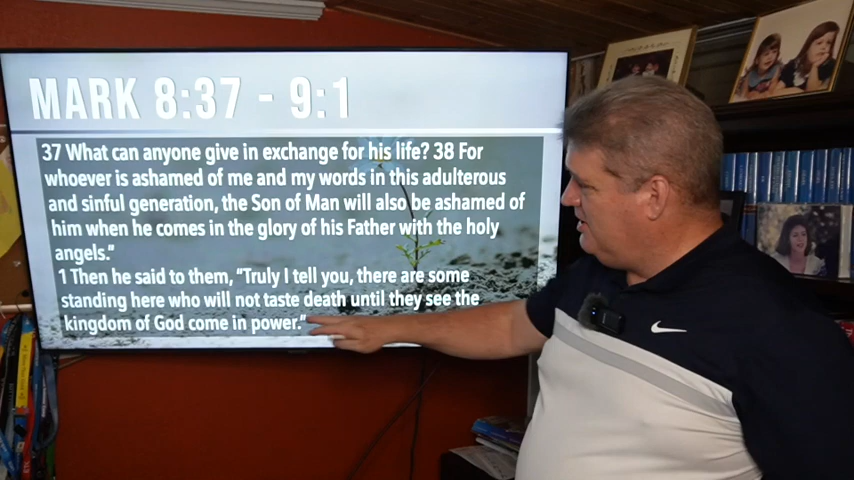 MARK 8:37 - 9:1
37 What can anyone give in exchange for his life? 38 For
whoever is ashamed of me and my words in this adulterous
and sinful generation, the Son of Man will also be ashamed of
him when he comes in the glory of his Father with the holy
angels.”
1 Then he said to them, “Truly I tell you, there are some
standing here who will not taste death until they see the
kingdom of God come in power.”